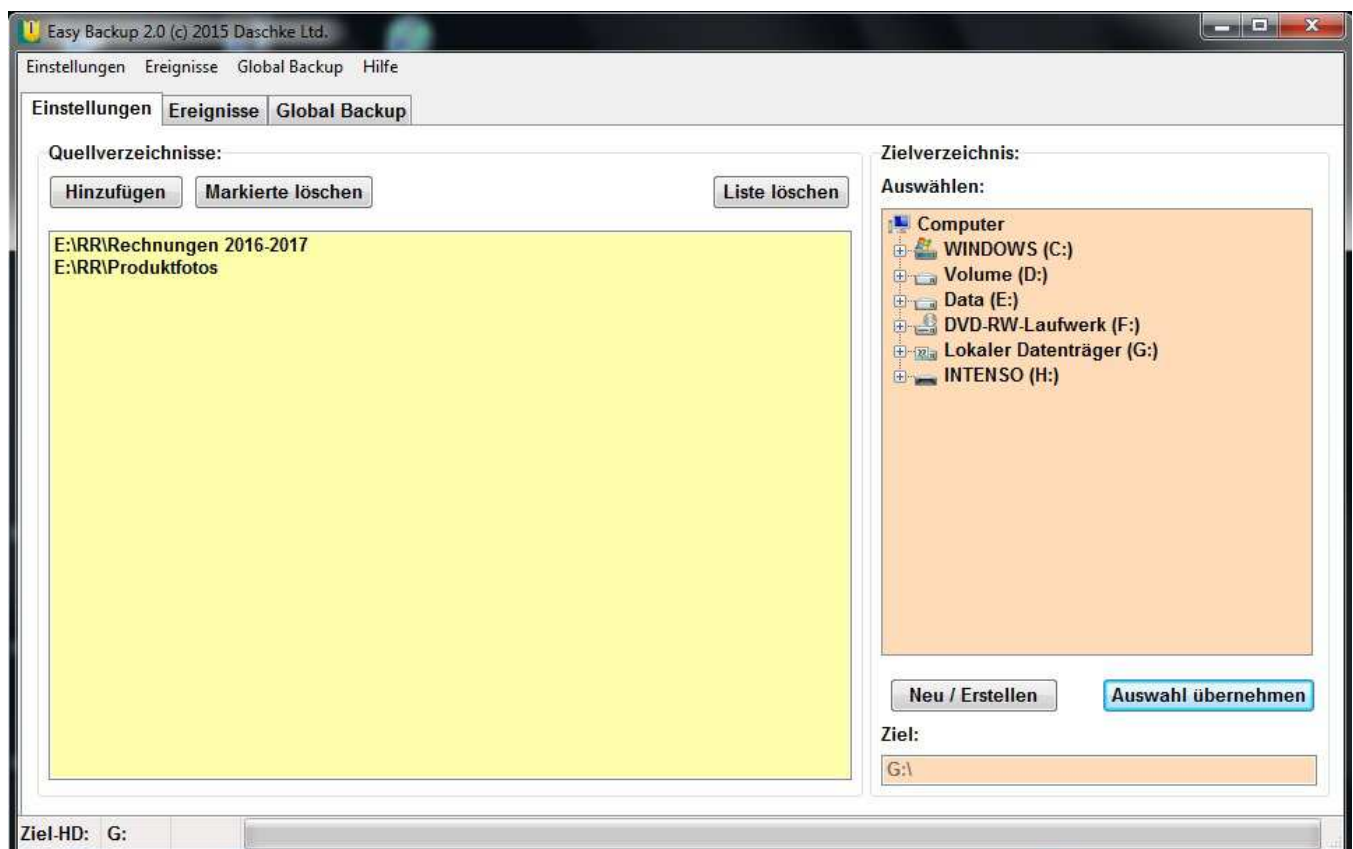 Easy Backup 2.0 (c) 2015 Daschke Ltd.
Einstellungen Ereignisse Global Backup Hilfe
Einstellungen Ereignisse Global Backup
Quellverzeichnisse:
Hinzufügen Markierte löschen Liste löschen
E:\RR\Rechnungen 2016-2017
E:\RR\Produktfotos
Zielverzeichnis:
Auswählen:
Computer
WINDOWS (C:)
Volume (D:)
Data (E:)
DVD-RW-Laufwerk (F:)
Lokaler Datenträger (G:)
INTENSO (H:)
Neu / Erstellen Auswahl übernehmen
Ziel:
G:\
Ziel-HD: G: